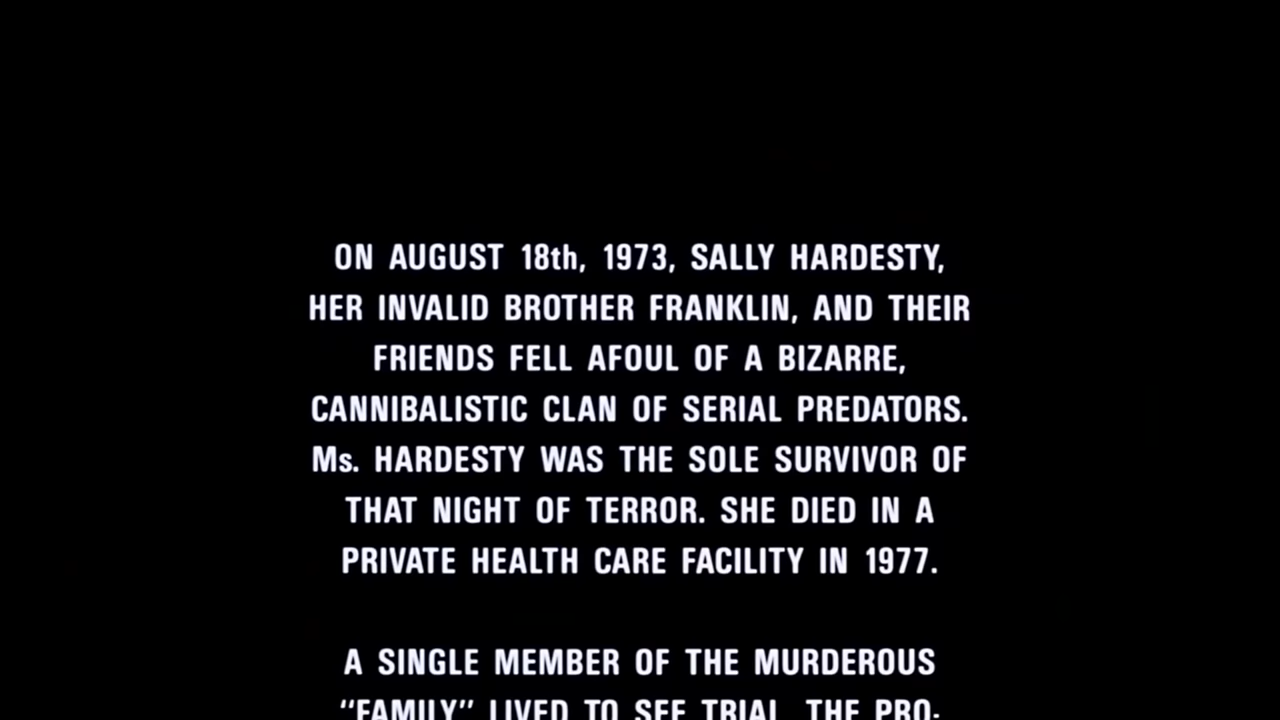 ON AUGUST 18th, 1973, SALLY HARDESTY,
HER INVALID BROTHER FRANKLIN, AND THEIR
FRIENDS FELL AFOUL OF A BIZARRE,
CANNIBALISTIC CLAN OF SERIAL PREDATORS.
Ms. HARDESTY WAS THE SOLE SURVIVOR OF
THAT NIGHT OF TERROR. SHE DIED IN A
PRIVATE HEALTH CARE FACILITY IN 1977.
A SINGLE MEMBER OF THE MURDEROUS
“FAMILY” LIVED TO SEE TRIAL. THE PRO-